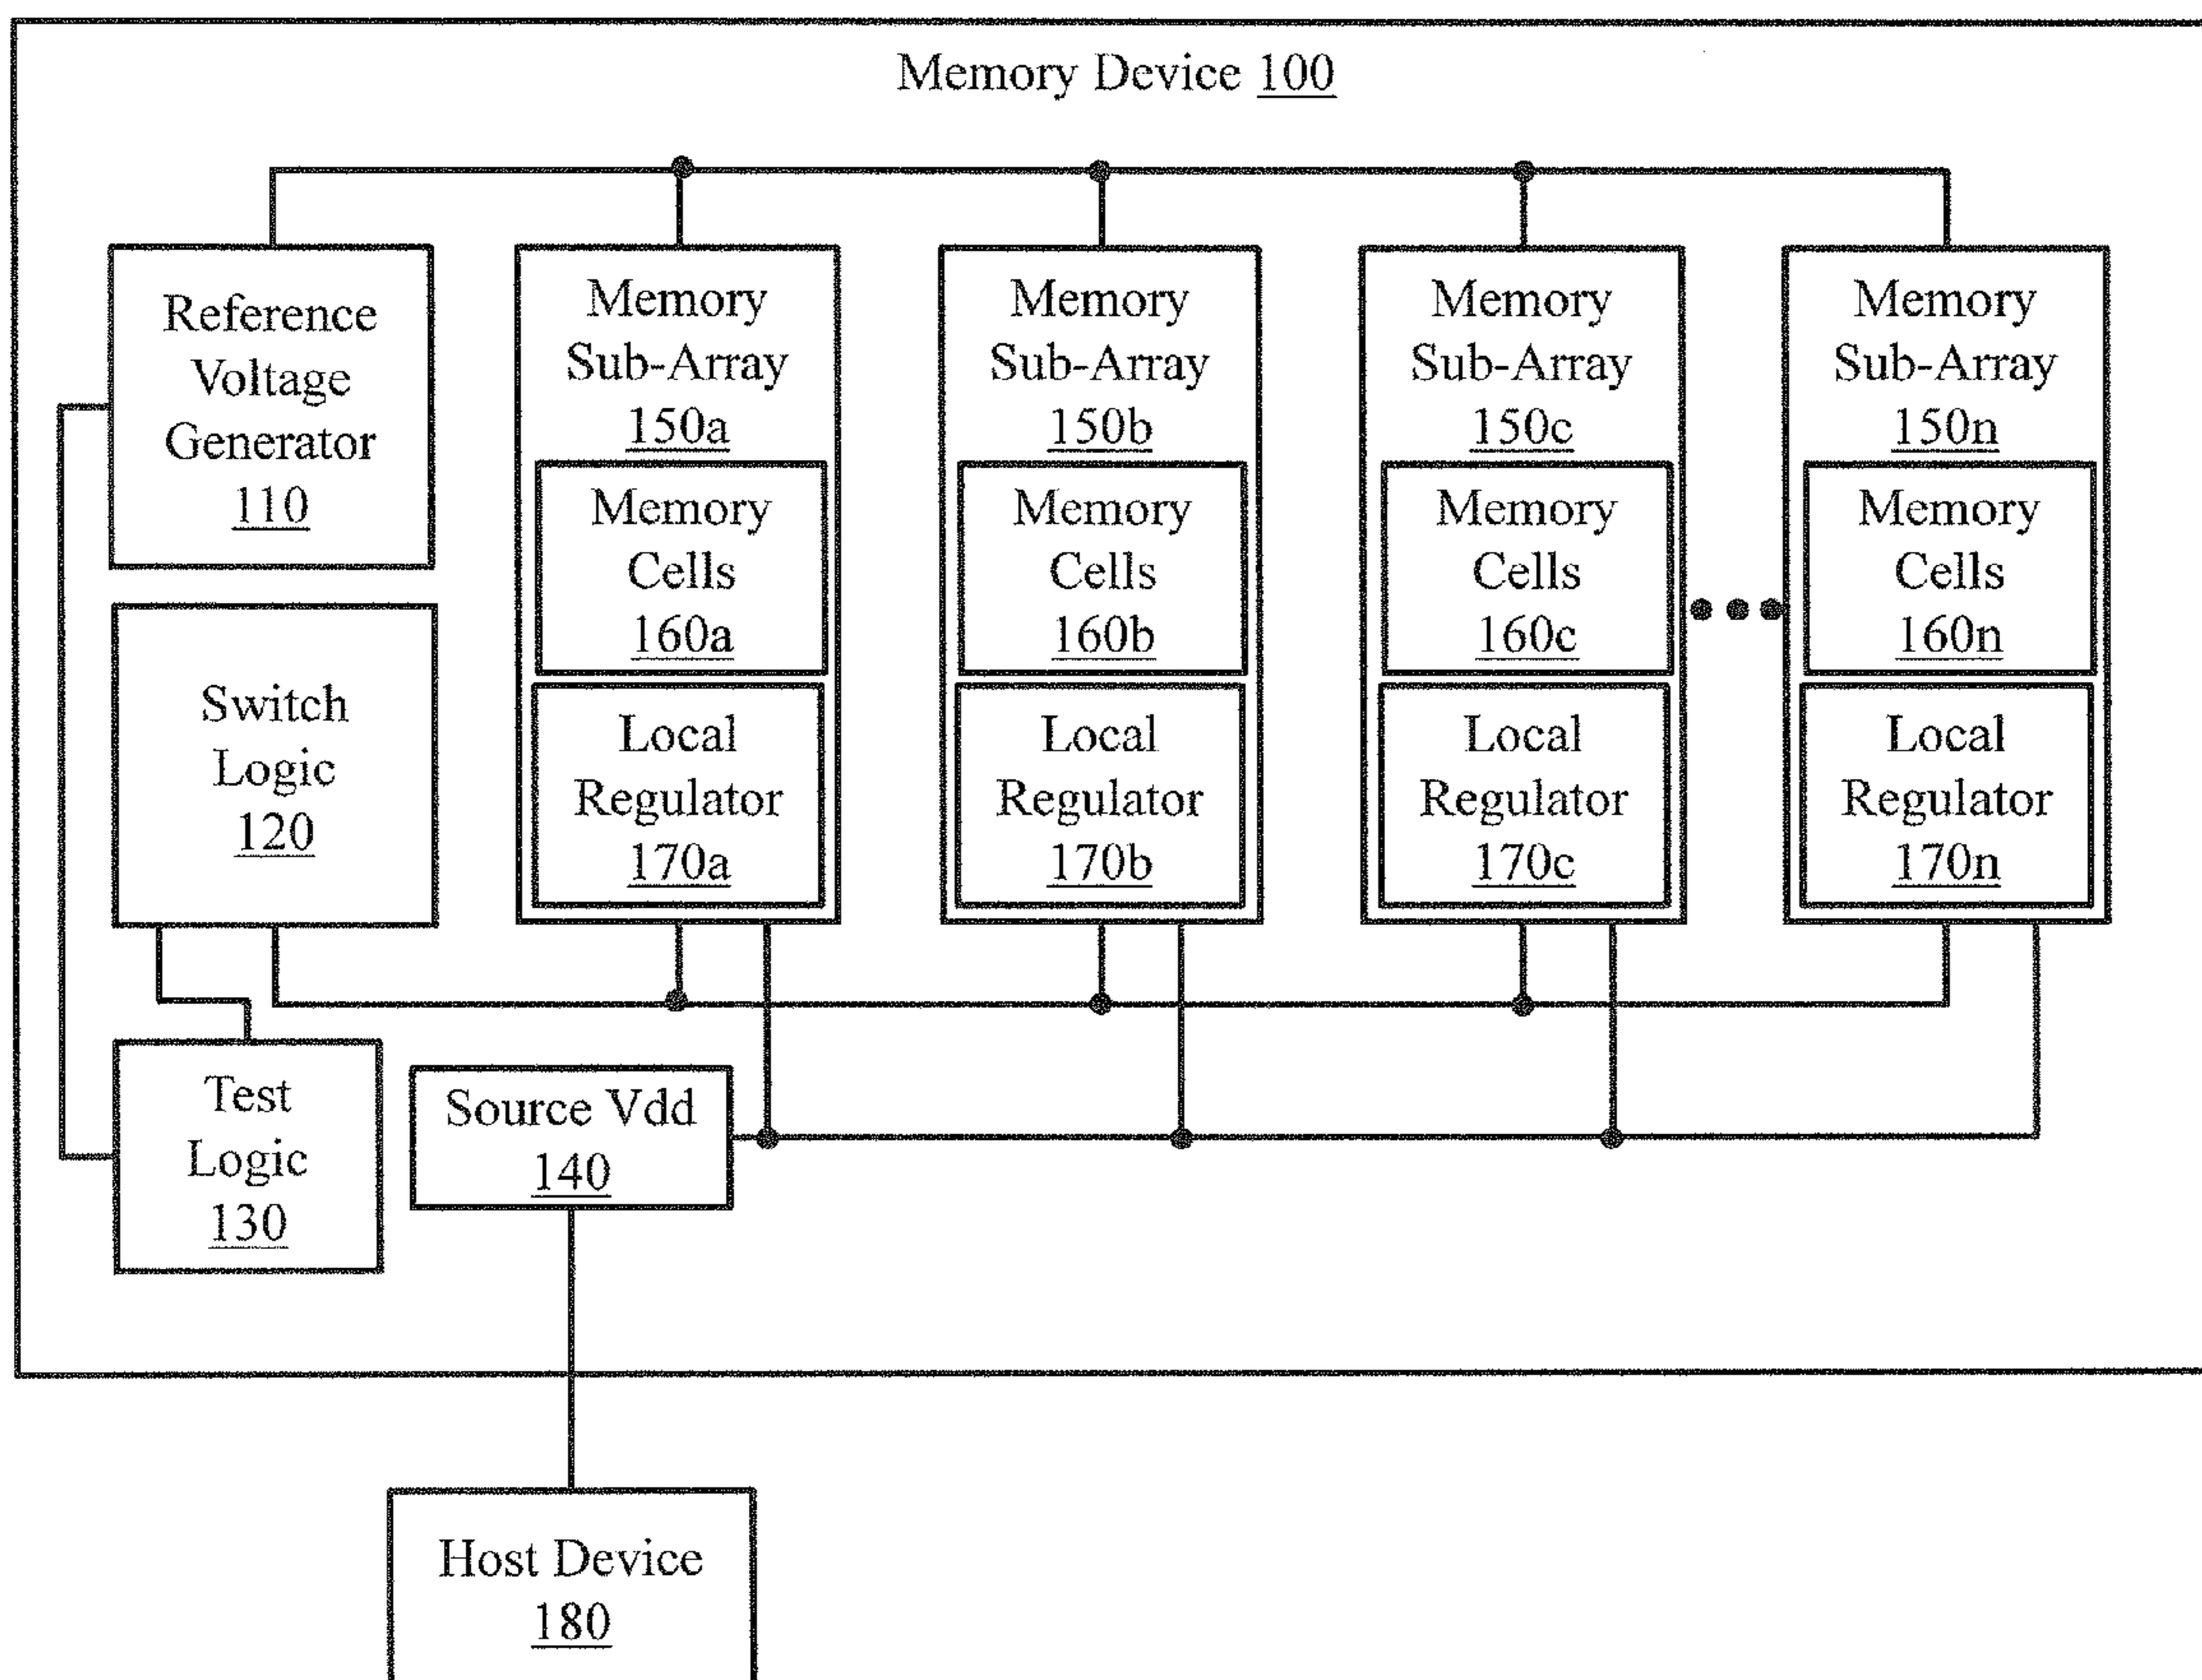 Memory Device 100
Reference
Voltage
Generator
110
Switch
Logic
120
Test
Logic
130
Source Vdd
140
Memory
Sub-Array
150a
Memory
Cells
160a
Local
Regulator
170a
Memory
Sub-Array
150b
Memory
Cells
160b
Local
Regulator
170b
Memory
Sub-Array
150c
Memory
Cells
160c
Local
Regulator
170c
Memory
Sub-Array
150n
Memory
Cells
160n
Local
Regulator
170n
Host Device
180